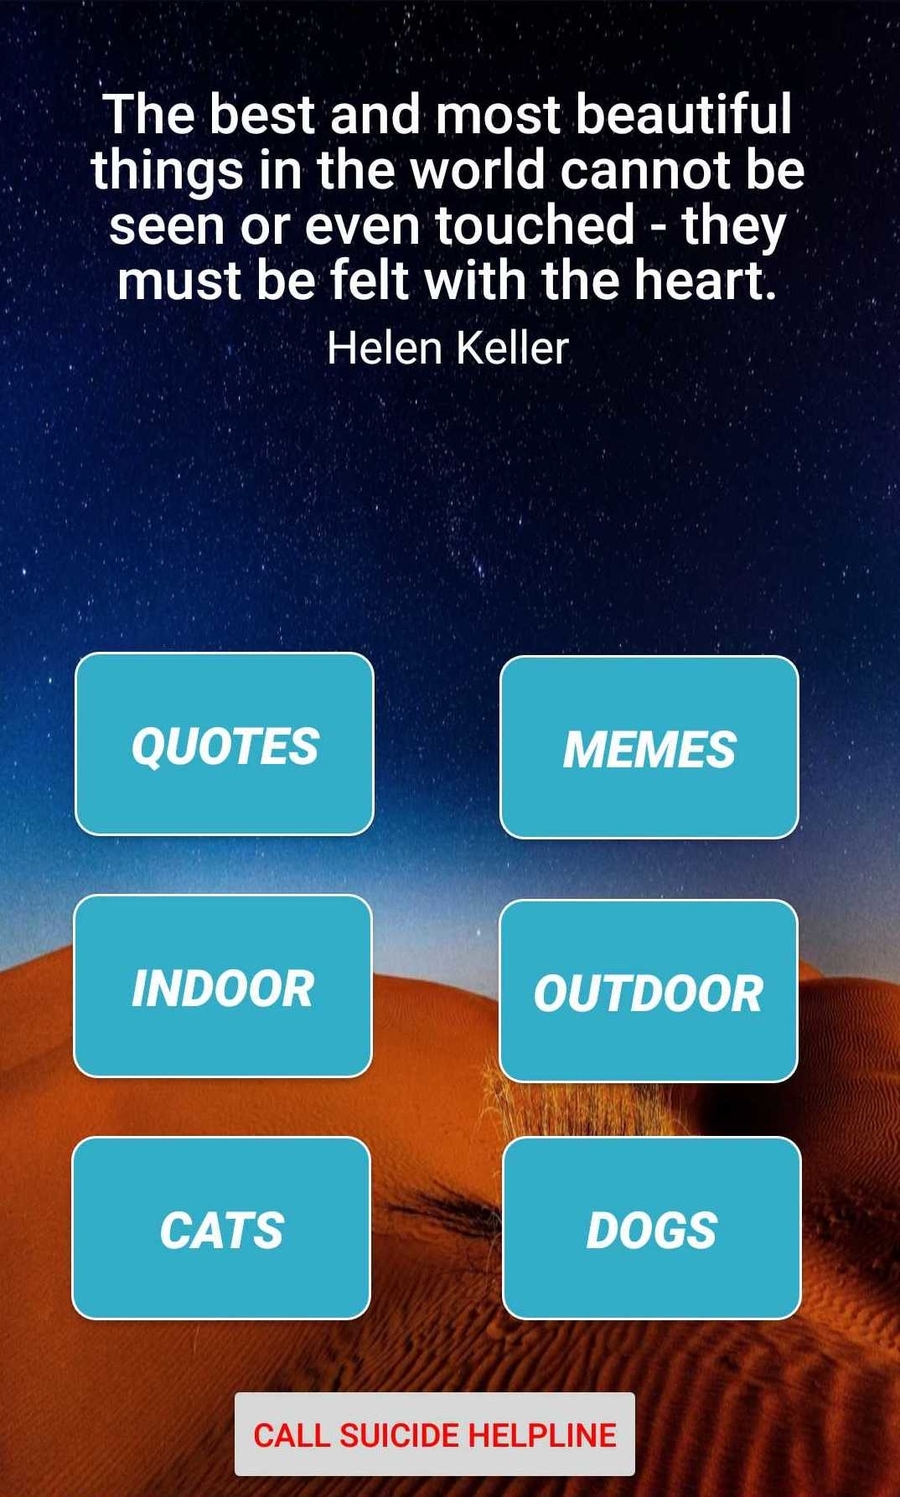 The best and most beautiful
things in the world cannot be
seen or even touched - they
must be felt with the heart.
Helen Keller
QUOTES
MEMES
INDOOR
OUTDOOR
CATS
DOGS
CALL SUICIDE HELPLINE